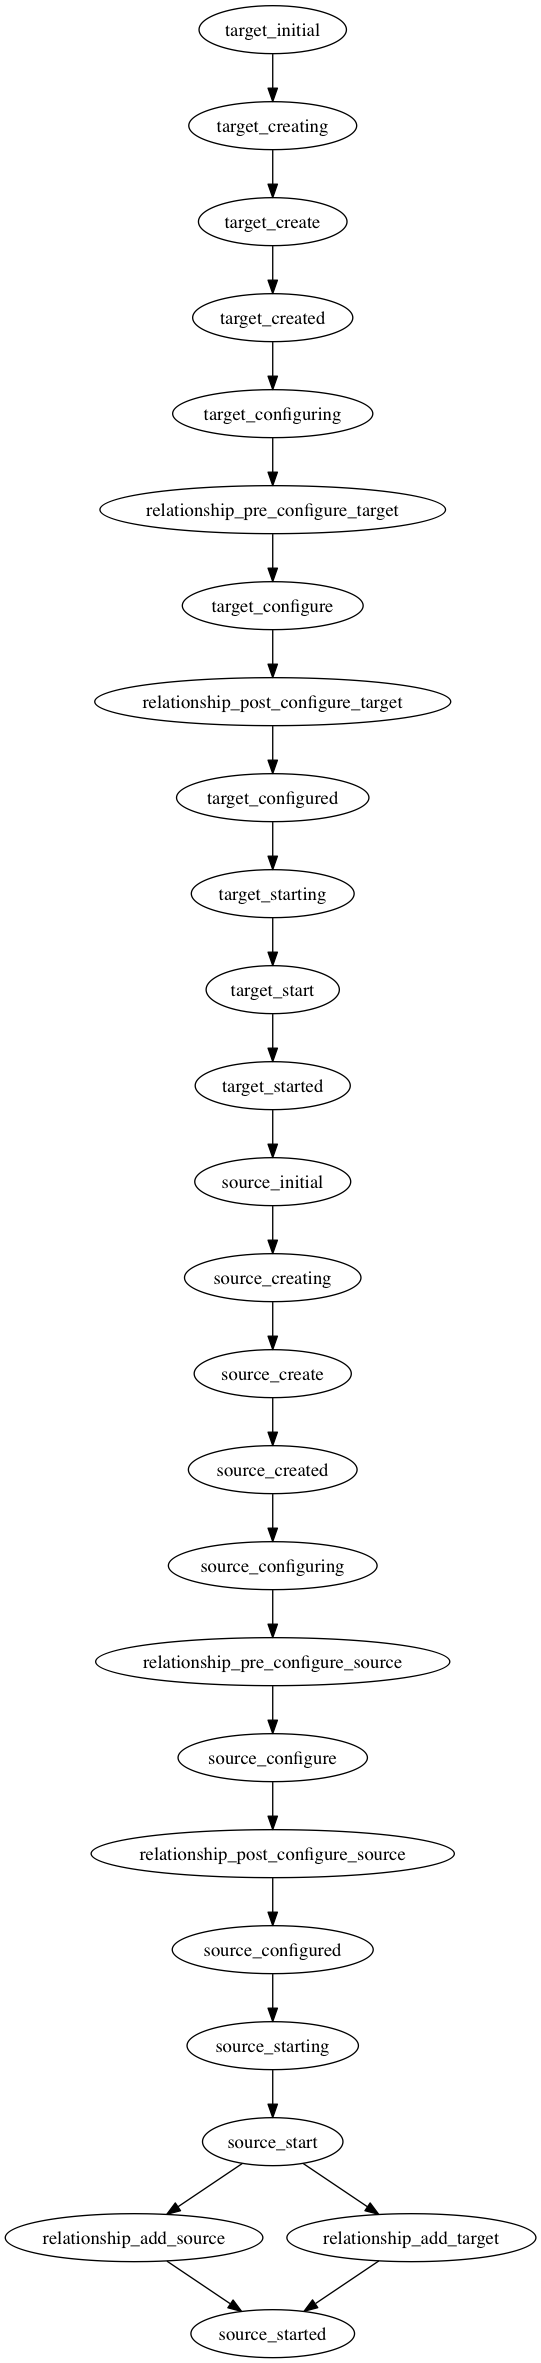 target_initial
target_creating
target_create
target_created
target_configuring
relationship_pre_configure_target
target_configure
relationship_post_configure_target
target_configured
target_starting
target_start
target_started
source_initial
source_creating
source_create
source_created
source_configuring
relationship_pre_configure_source
source_configure
relationship_post_configure_source
source_configured
source_starting
source_start
relationship_add_source
relationship_add_target
source_started